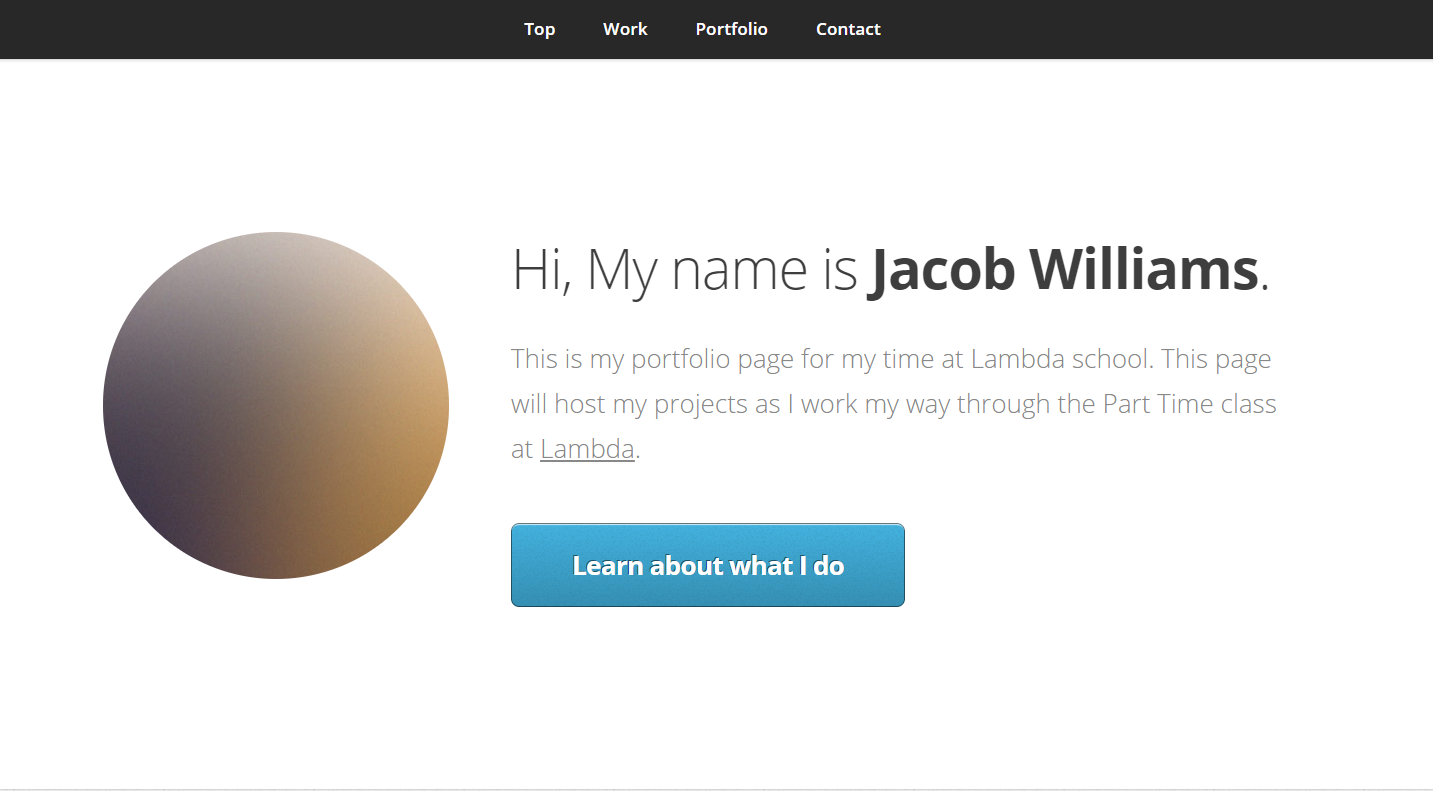 Top Work Portfolio Contact
Hi, My name is Jacob Williams.
This is my portfolio page for my time at Lambda school. This page
will host my projects as I work my way through the Part Time class
at Lambda.
Learn about what I do